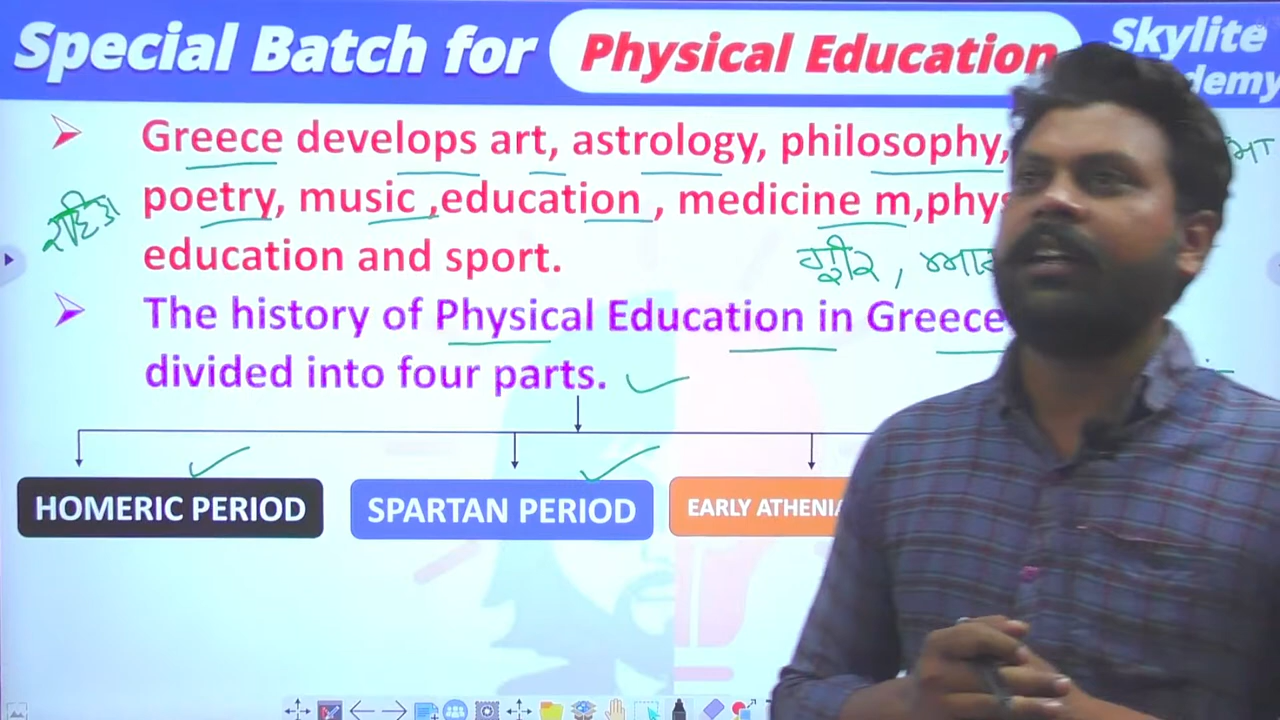 Special Batch for Physical Education Skylite
Greece develops art, astrology, philosophy,
poetry, music ,education , medicine m,phys
education and sport.
The history of Physical Education in Greece
divided into four parts.
HOMERIC PERIOD SPARTAN PERIOD EARLY ATHENIA